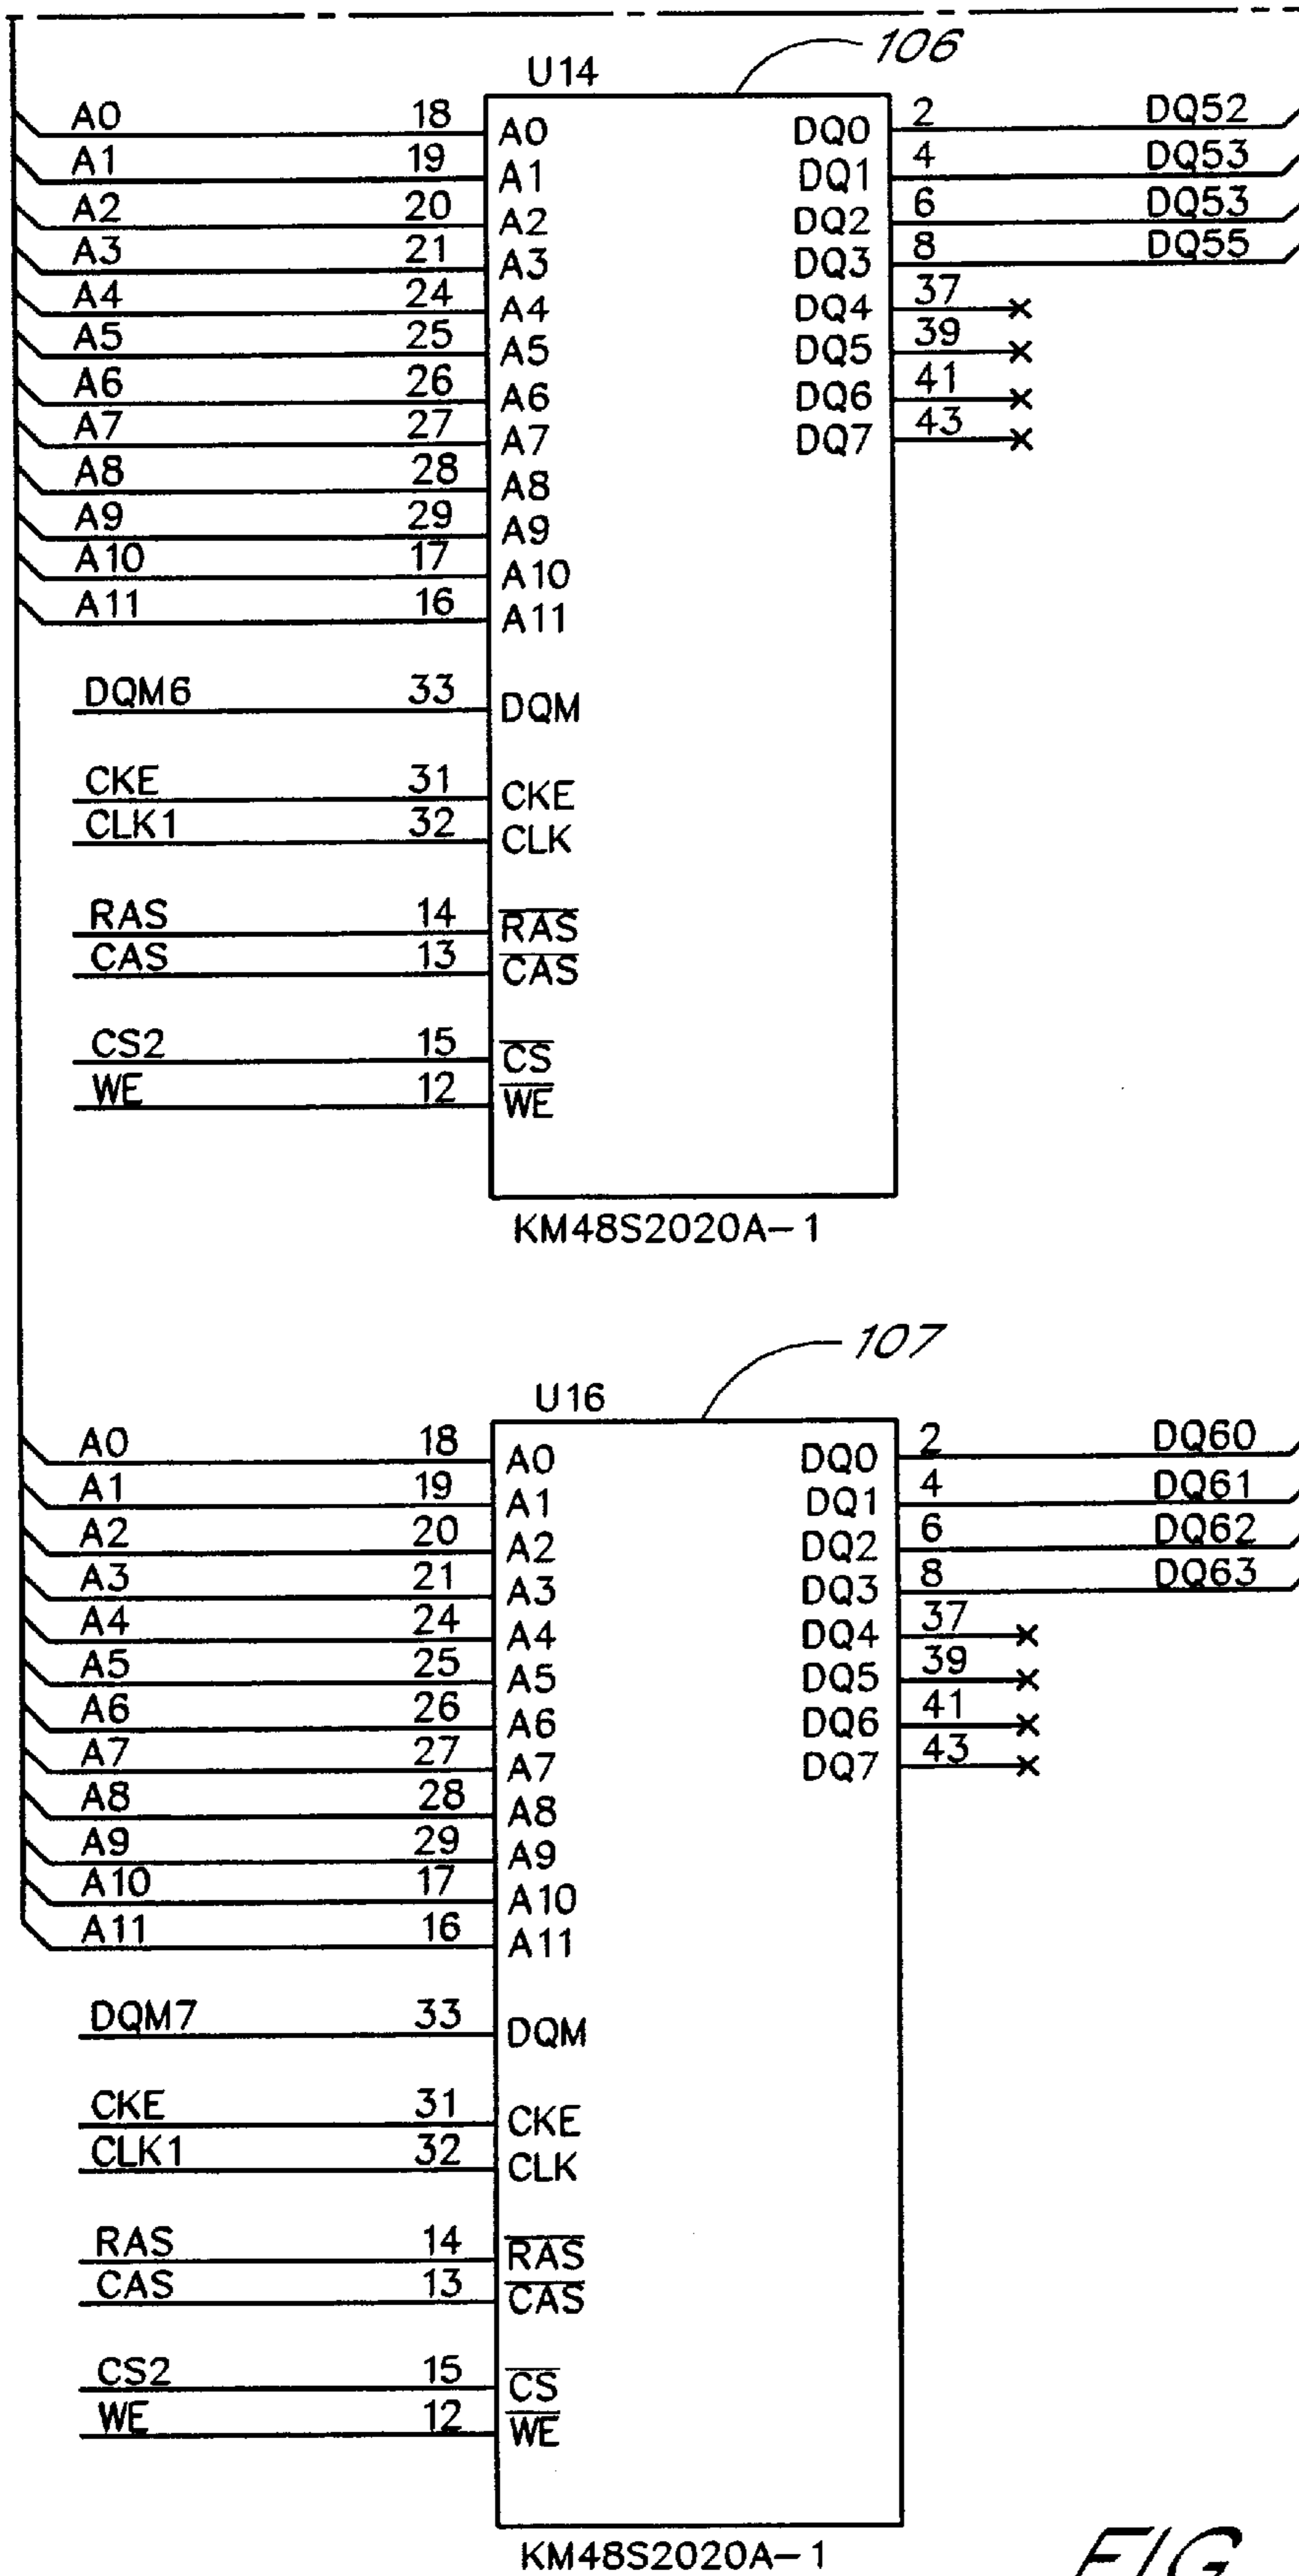 106
U14
A0 18 A0 DQ0 2 DQ52
A1 19 A1 DQ1 4 DQ53
A2 20 A2 DQ2 6 DQ53
A3 21 A3 DQ3 8 DQ55
A4 24 A4 DQ4 37
A5 25 A5 DQ5 39
A6 26 A6 DQ6 41
A7 27 A7 DQ7 43
A8 28 A8
A9 29 A9
A10 17 A10
A11 16 A11
DQM6 33 DQM
CKE 31 CKE
CLK1 32 CLK
RAS 14 RAS
CAS 13 CAS
CS2 15 CS
WE 12 WE
KM48S2020A-1
107
U16
A0 18 A0 DQ0 2 DQ60
A1 19 A1 DQ1 4 DQ61
A2 20 A2 DQ2 6 DQ62
A3 21 A3 DQ3 8 DQ63
A4 24 A4 DQ4 37
A5 25 A5 DQ5 39
A6 26 A6 DQ6 41
A7 27 A7 DQ7 43
A8 28 A8
A9 29 A9
A10 17 A10
A11 16 A11
DQM7 33 DQM
CKE 31 CKE
CLK1 32 CLK
RAS 14 RAS
CAS 13 CAS
CS2 15 CS
WE 12 WE
KM48S2020A-1
FIG